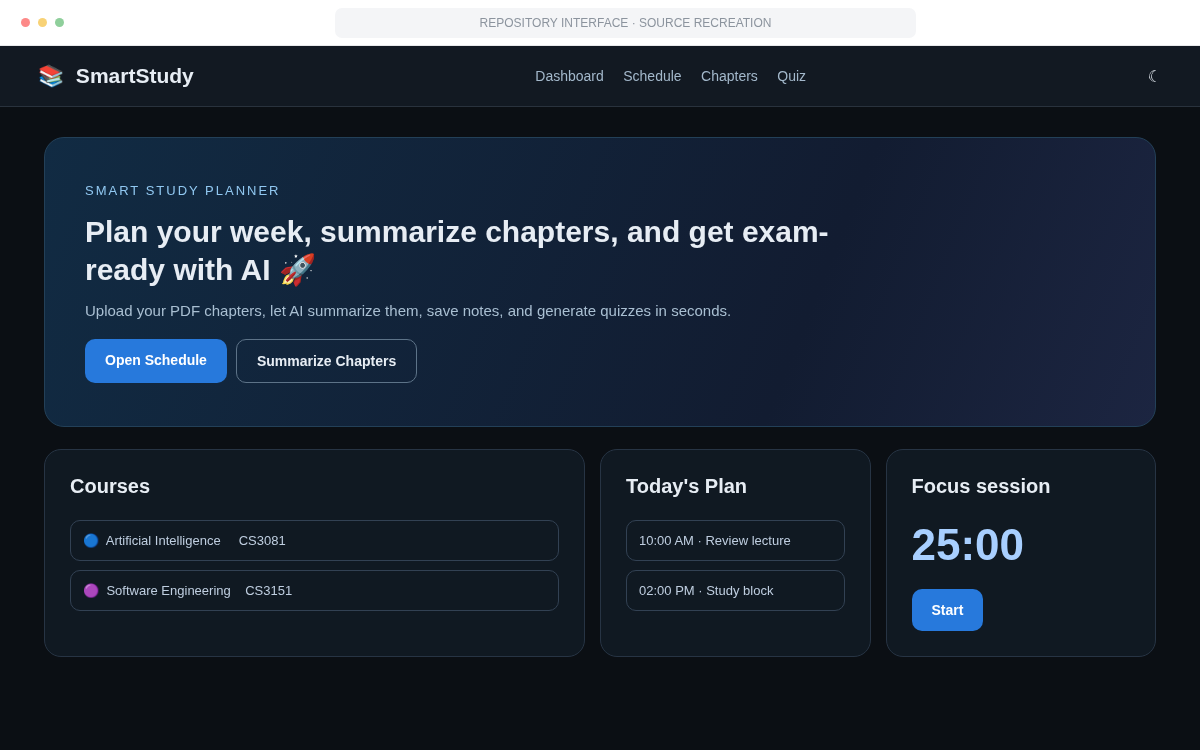 REPOSITORY INTERFACE · SOURCE RECREATION
SmartStudy
Dashboard Schedule Chapters Quiz
SMART STUDY PLANNER
Plan your week, summarize chapters, and get exam-
ready with AI 🚀
Upload your PDF chapters, let AI summarize them, save notes, and generate quizzes in seconds.
Open Schedule
Summarize Chapters
Courses
Artificial Intelligence CS3081
Software Engineering CS3151
Today's Plan
10:00 AM · Review lecture
02:00 PM · Study block
Focus session
25:00
Start